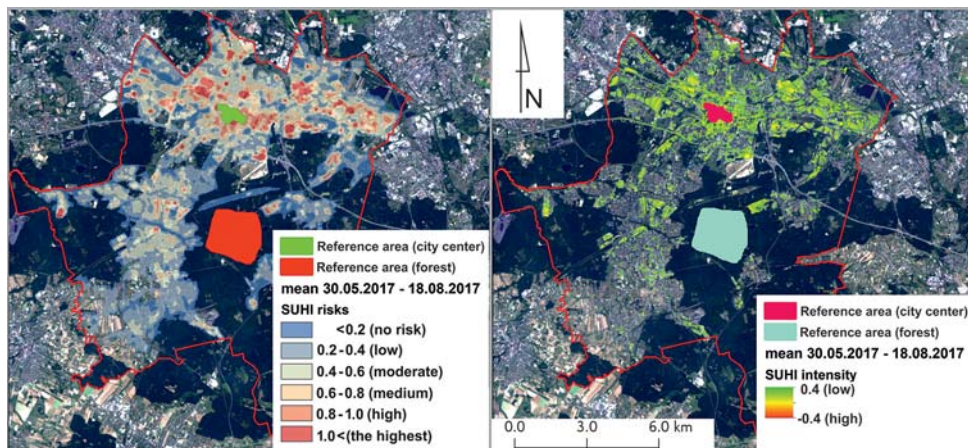 Reference area (city center)
Reference area (forest)
mean 30.05.2017 - 18.08.2017
SUHI risks
<0.2 (no risk)
0.2-0.4 (low)
0.4-0.6 (moderate)
0.6-0.8 (medium)
0.8-1.0 (high)
1.0<(the highest)
N
Reference area (city center)
Reference area (forest)
mean 30.05.2017 - 18.08.2017
SUHI intensity
0.4 (low)
-0.4 (high)
0.0 3.0 6.0 km